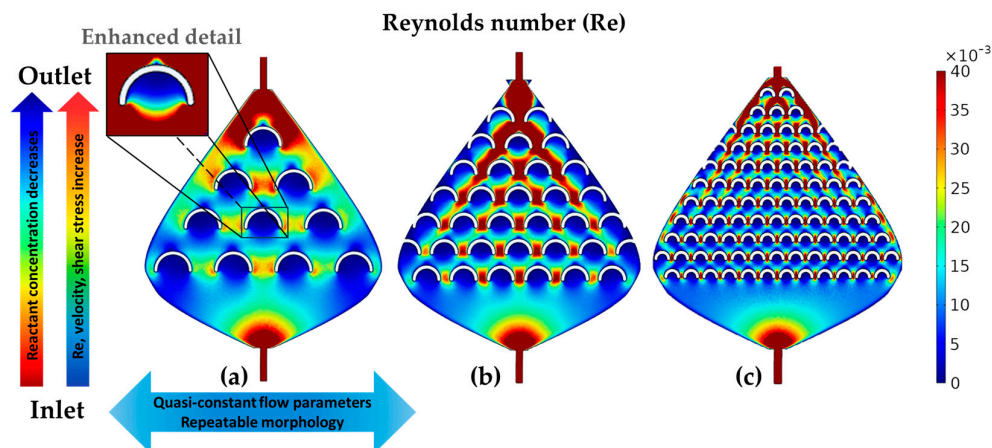 Reynolds number (Re)
Enhanced detail
Outlet
Reactant concentration decreases
Re, velocity, shear stress increase
Inlet
(a)
(b)
(c)
Quasi-constant flow parameters
Repeatable morphology
×10⁻³
40
35
30
25
20
15
10
5
0